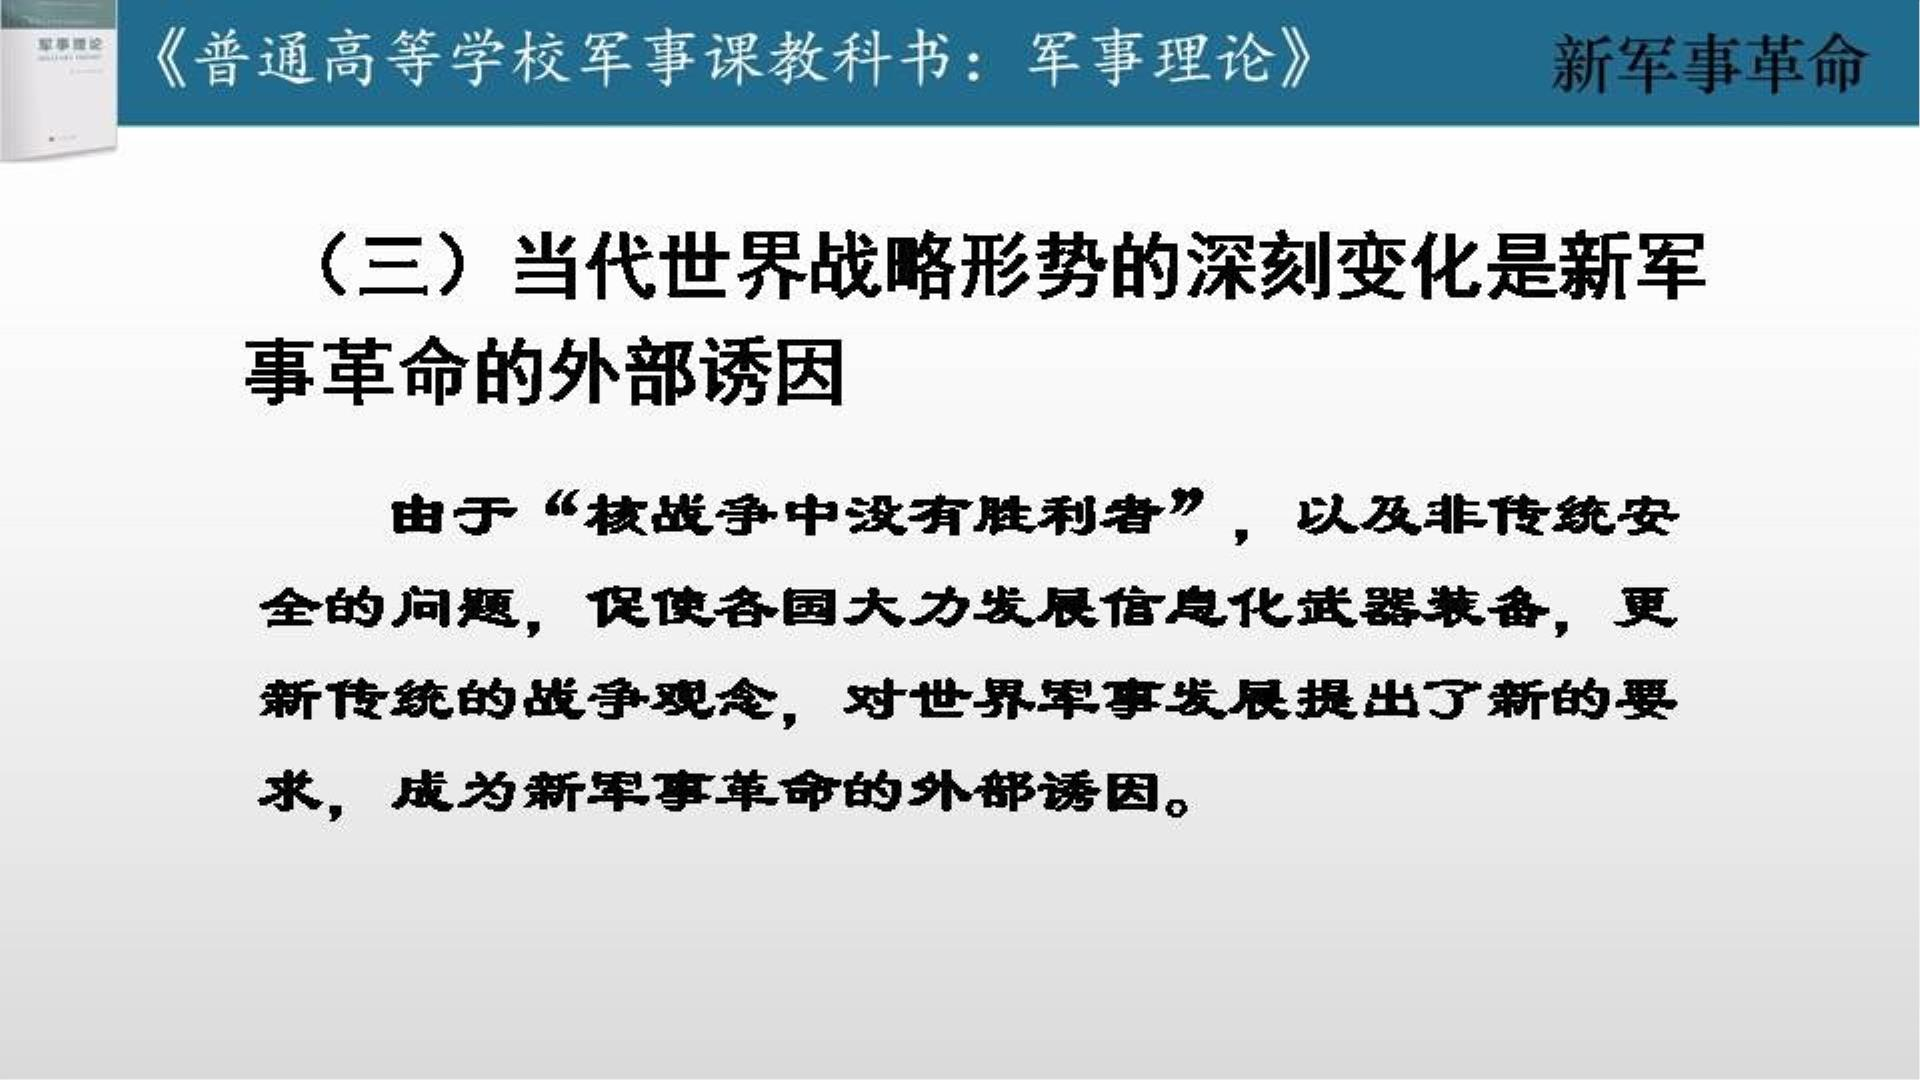 军事理论
《普通高等学校军事课教科书：军事理论》
新军事革命
（三）当代世界战略形势的深刻变化是新军
事革命的外部诱因
由于“核战争中没有胜利者”，以及非传统安
全的问题，促使各国大力发展信息化武器装备，更
新传统的战争观念，对世界军事发展提出了新的要
求，成为新军事革命的外部诱因。